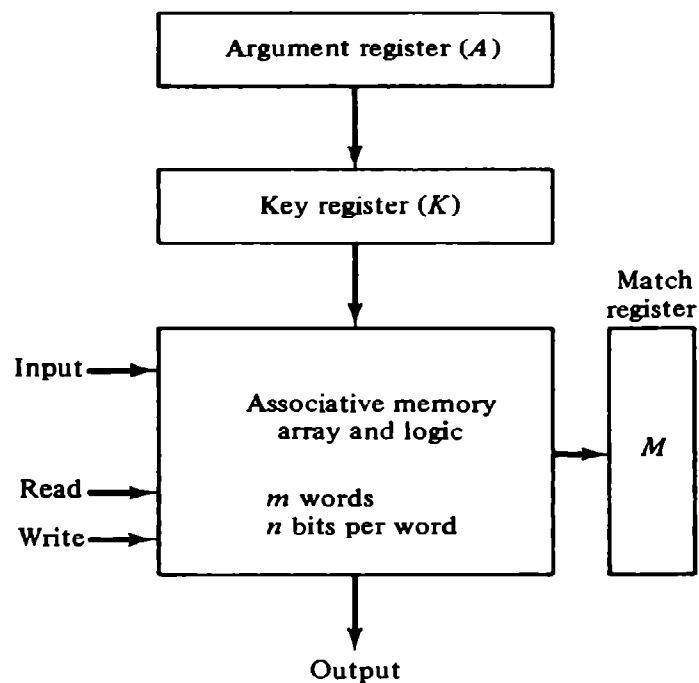 Argument register (A)
Key register (K)
Match
register
Input
Associative memory
array and logic
M
Read
m words
Write
n bits per word
Output